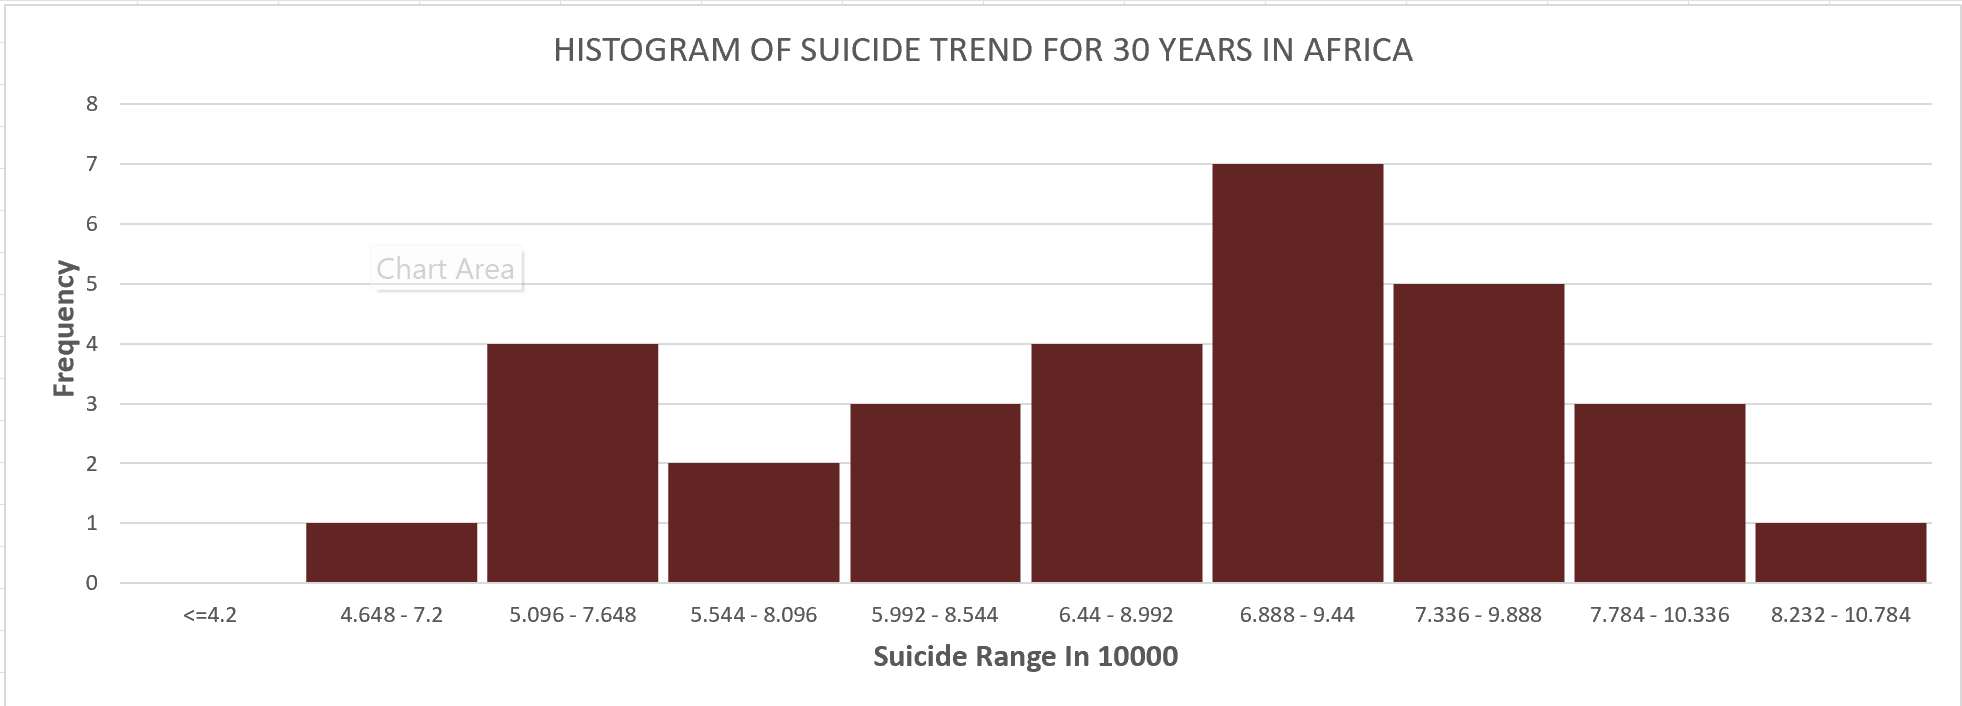 HISTOGRAM OF SUICIDE TREND FOR 30 YEARS IN AFRICA
8
7
6
Chart Area
5
4
3
2
1
0
Frequency
<=4.2 4.648 - 7.2 5.096 - 7.648 5.544 - 8.096 5.992 - 8.544 6.44 - 8.992 6.888 - 9.44 7.336 - 9.888 7.784 - 10.336 8.232 - 10.784
Suicide Range In 10000